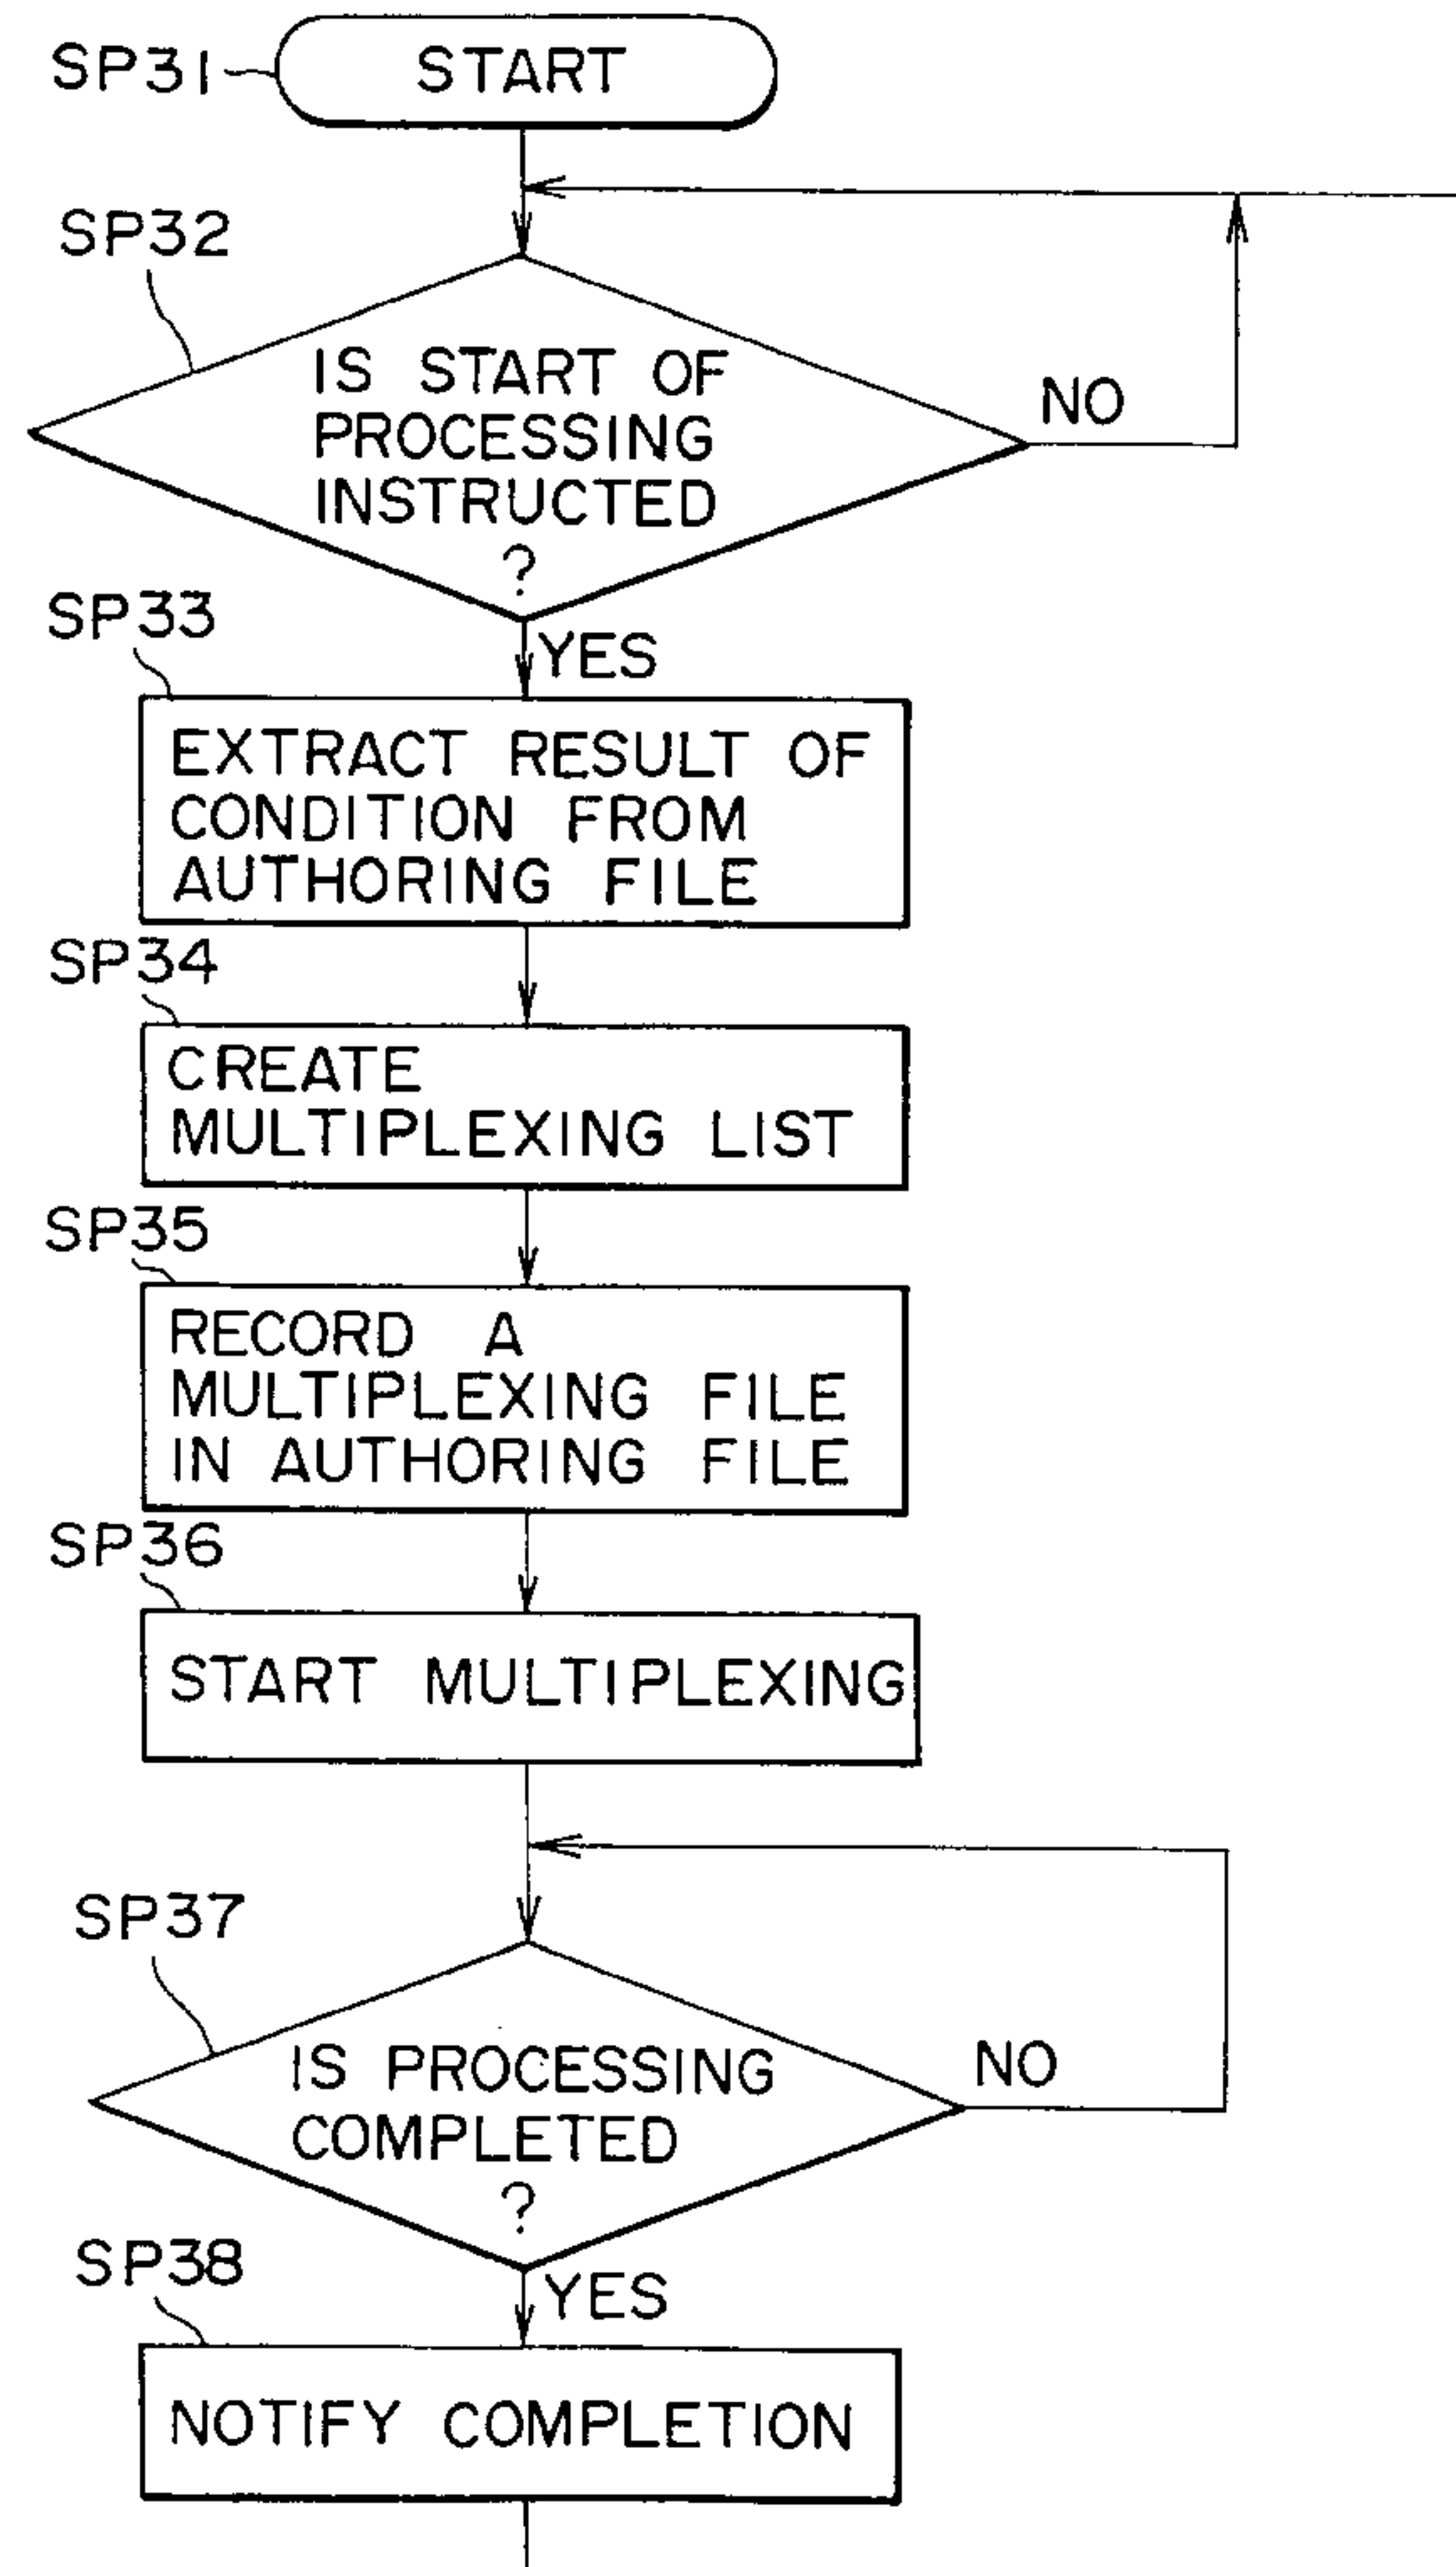 SP31
START
SP32
IS START OF
PROCESSING
INSTRUCTED
?
NO
YES
SP33
EXTRACT RESULT OF
CONDITION FROM
AUTHORING FILE
SP34
CREATE
MULTIPLEXING LIST
SP35
RECORD A
MULTIPLEXING FILE
IN AUTHORING FILE
SP36
START MULTIPLEXING
SP37
IS PROCESSING
COMPLETED
?
NO
YES
SP38
NOTIFY COMPLETION